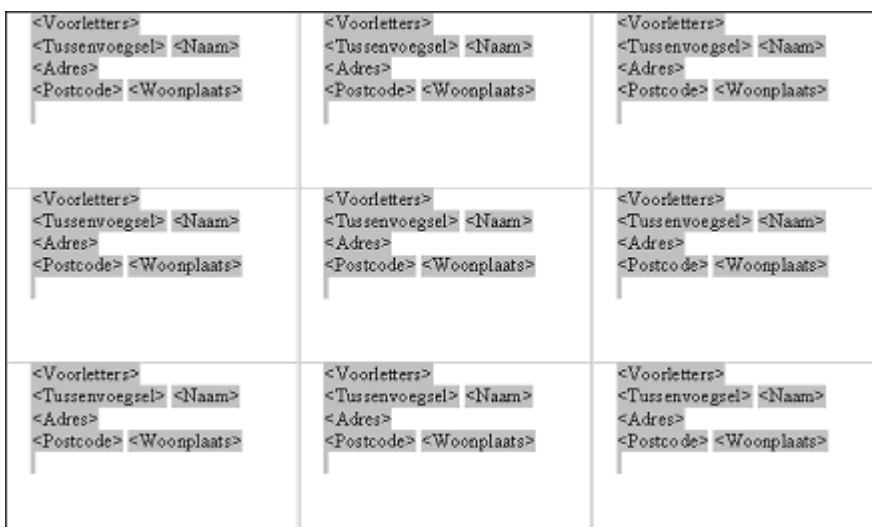 <Voorletters>
<Tussenvoegsel> <Naam>
<Adres>
<Postcode> <Woonplaats>
<Voorletters>
<Tussenvoegsel> <Naam>
<Adres>
<Postcode> <Woonplaats>
<Voorletters>
<Tussenvoegsel> <Naam>
<Adres>
<Postcode> <Woonplaats>
<Voorletters>
<Tussenvoegsel> <Naam>
<Adres>
<Postcode> <Woonplaats>
<Voorletters>
<Tussenvoegsel> <Naam>
<Adres>
<Postcode> <Woonplaats>
<Voorletters>
<Tussenvoegsel> <Naam>
<Adres>
<Postcode> <Woonplaats>
<Voorletters>
<Tussenvoegsel> <Naam>
<Adres>
<Postcode> <Woonplaats>
<Voorletters>
<Tussenvoegsel> <Naam>
<Adres>
<Postcode> <Woonplaats>
<Voorletters>
<Tussenvoegsel> <Naam>
<Adres>
<Postcode> <Woonplaats>